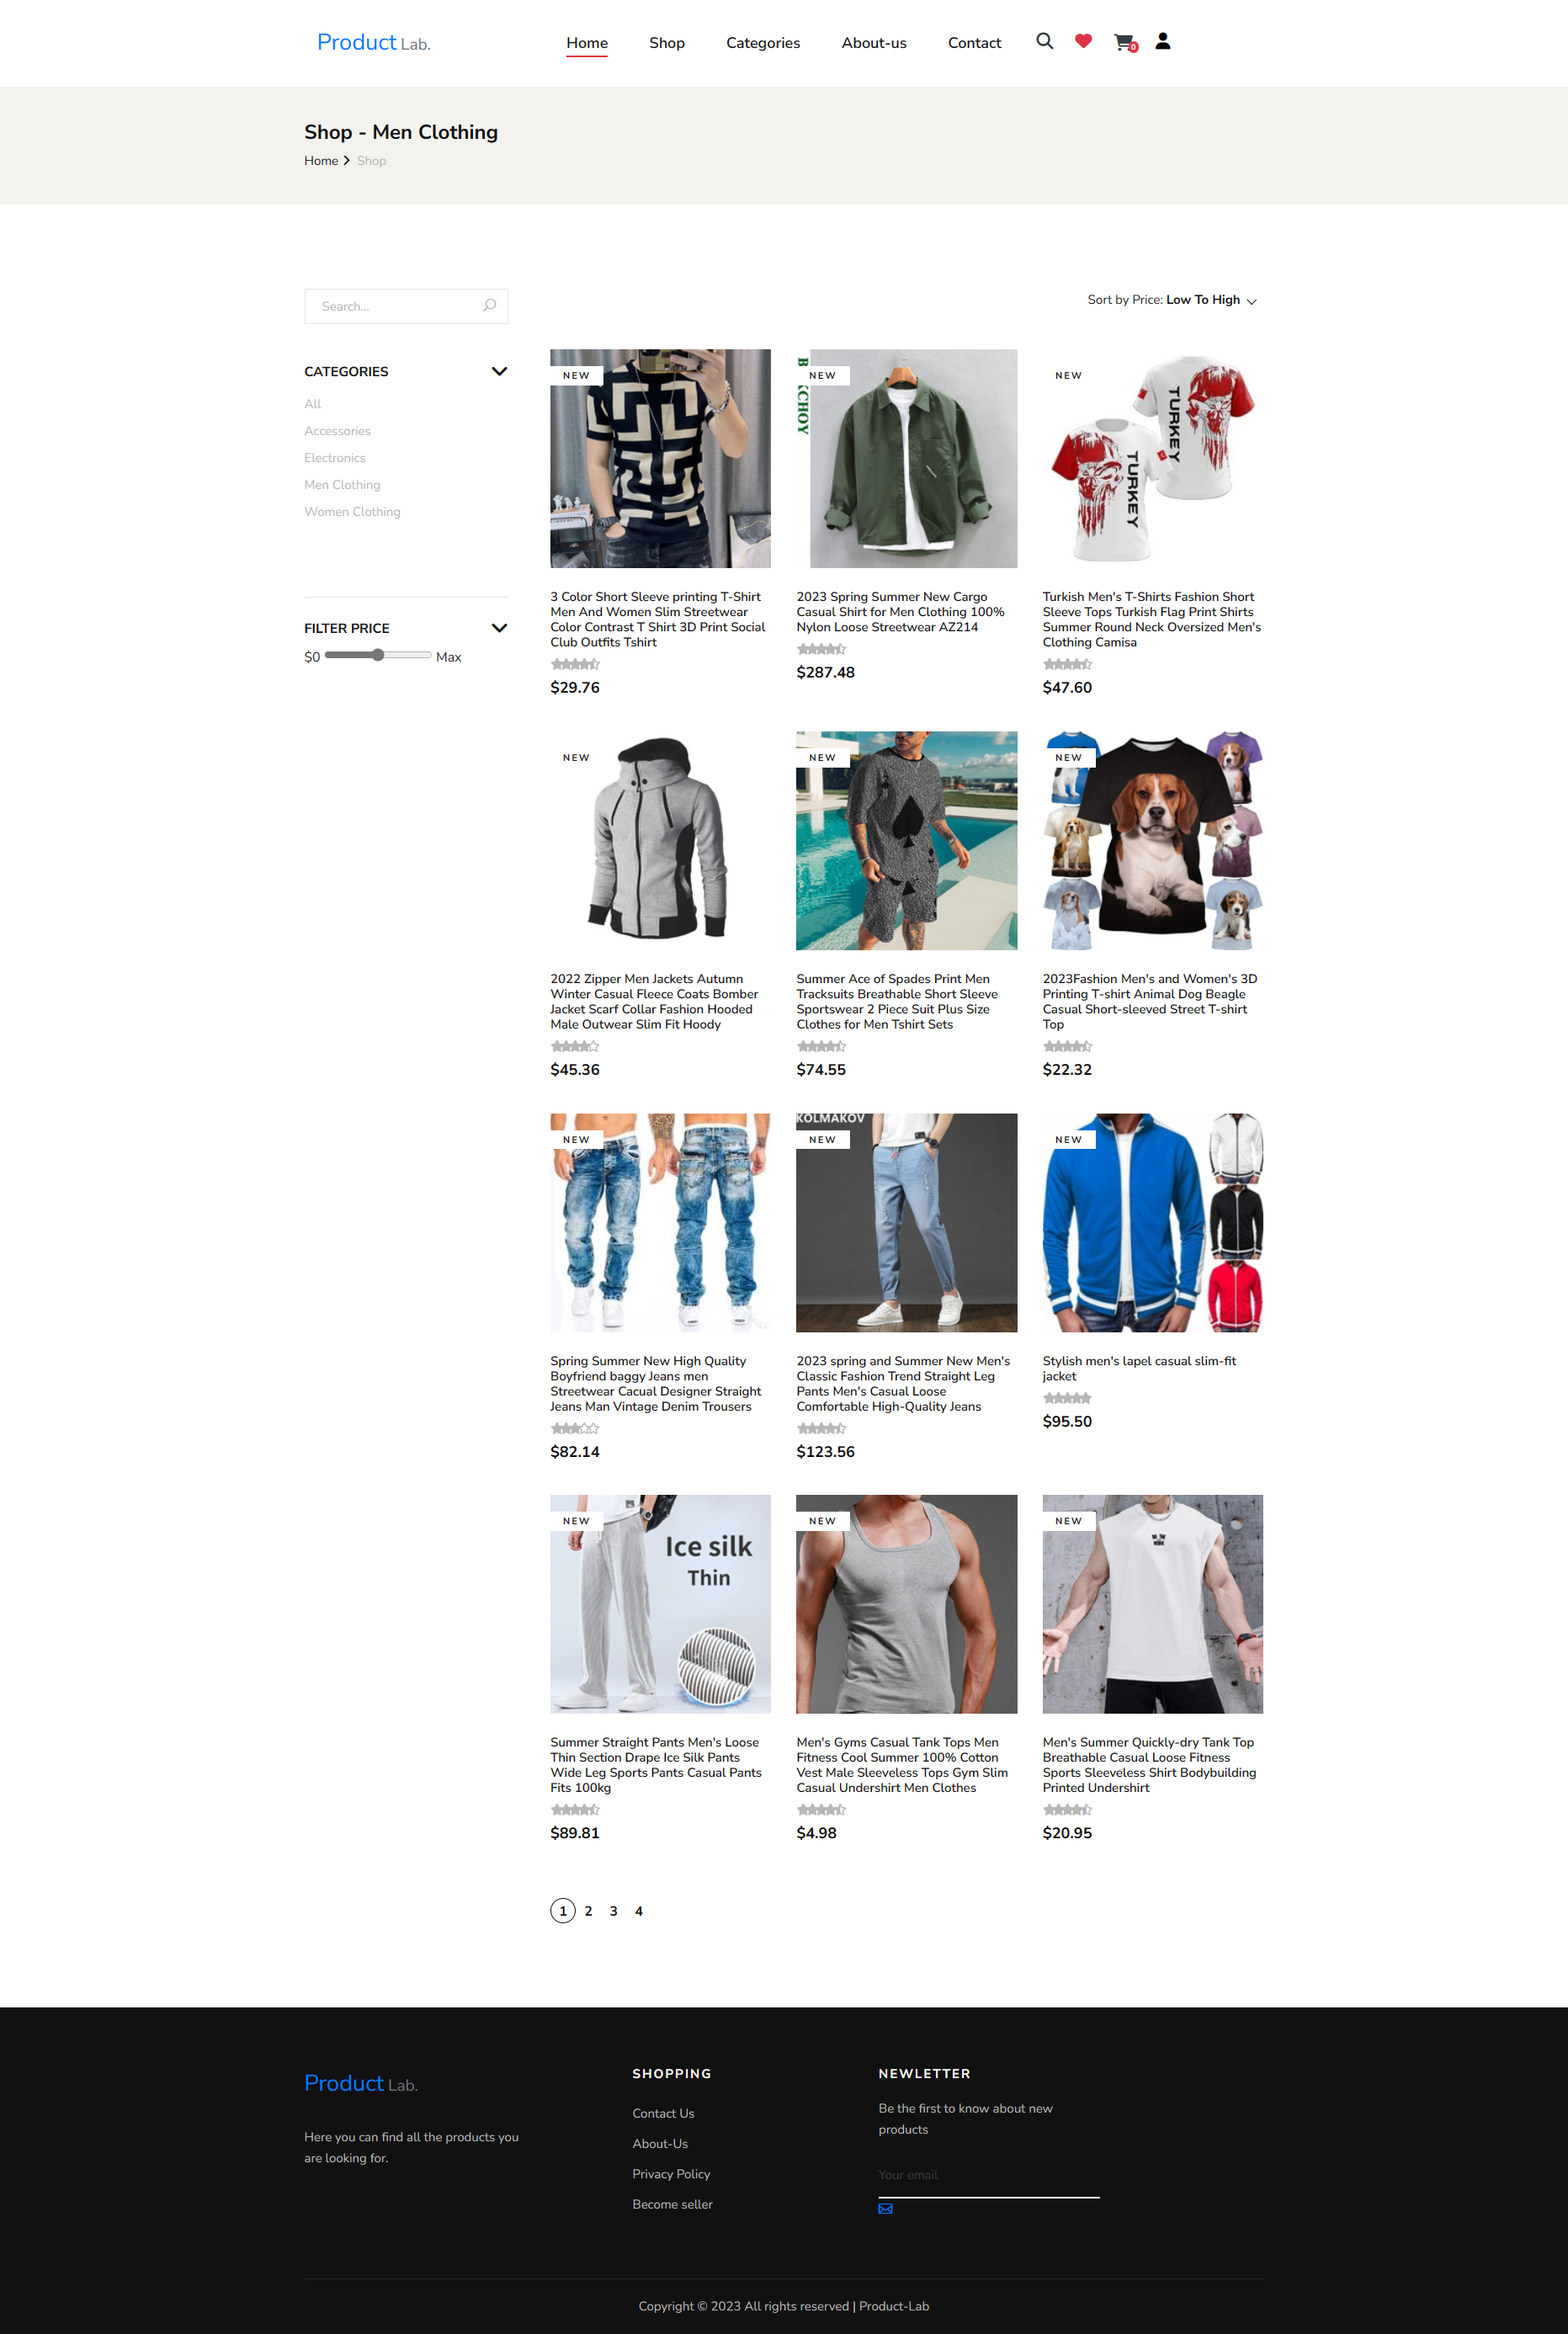 Product Lab.
Home
Shop
Categories
About-us
Contact
0
Shop - Men Clothing
Home
Shop
Search...
CATEGORIES
All
Accessories
Electronics
Men Clothing
Women Clothing
FILTER PRICE
$0
Max
Sort by Price: Low To High
NEW
3 Color Short Sleeve printing T-Shirt
Men And Women Slim Streetwear
Color Contrast T Shirt 3D Print Social
Club Outfits Tshirt
$29.76
NEW
2023 Spring Summer New Cargo
Casual Shirt for Men Clothing 100%
Nylon Loose Streetwear AZ214
$287.48
NEW
TURKEY
TURKEY
Turkish Men's T-Shirts Fashion Short
Sleeve Tops Turkish Flag Print Shirts
Summer Round Neck Oversized Men's
Clothing Camisa
$47.60
NEW
2022 Zipper Men Jackets Autumn
Winter Casual Fleece Coats Bomber
Jacket Scarf Collar Fashion Hooded
Male Outwear Slim Fit Hoody
$45.36
NEW
Summer Ace of Spades Print Men
Tracksuits Breathable Short Sleeve
Sportswear 2 Piece Suit Plus Size
Clothes for Men Tshirt Sets
$74.55
NEW
2023Fashion Men's and Women's 3D
Printing T-shirt Animal Dog Beagle
Casual Short-sleeved Street T-shirt
Top
$22.32
NEW
Spring Summer New High Quality
Boyfriend baggy Jeans men
Streetwear Cacual Designer Straight
Jeans Man Vintage Denim Trousers
$82.14
KOLMAKOV
NEW
2023 spring and Summer New Men's
Classic Fashion Trend Straight Leg
Pants Men's Casual Loose
Comfortable High-Quality Jeans
$123.56
NEW
Stylish men's lapel casual slim-fit
jacket
$95.50
NEW
Ice silk
Thin
Summer Straight Pants Men's Loose
Thin Section Drape Ice Silk Pants
Wide Leg Sports Pants Casual Pants
Fits 100kg
$89.81
NEW
Men's Gyms Casual Tank Tops Men
Fitness Cool Summer 100% Cotton
Vest Male Sleeveless Tops Gym Slim
Casual Undershirt Men Clothes
$4.98
NEW
Men's Summer Quickly-dry Tank Top
Breathable Casual Loose Fitness
Sports Sleeveless Shirt Bodybuilding
Printed Undershirt
$20.95
1 2 3 4
Product Lab.
Here you can find all the products you
are looking for.
SHOPPING
Contact Us
About-Us
Privacy Policy
Become seller
NEWLETTER
Be the first to know about new
products
Your email
Copyright © 2023 All rights reserved | Product-Lab